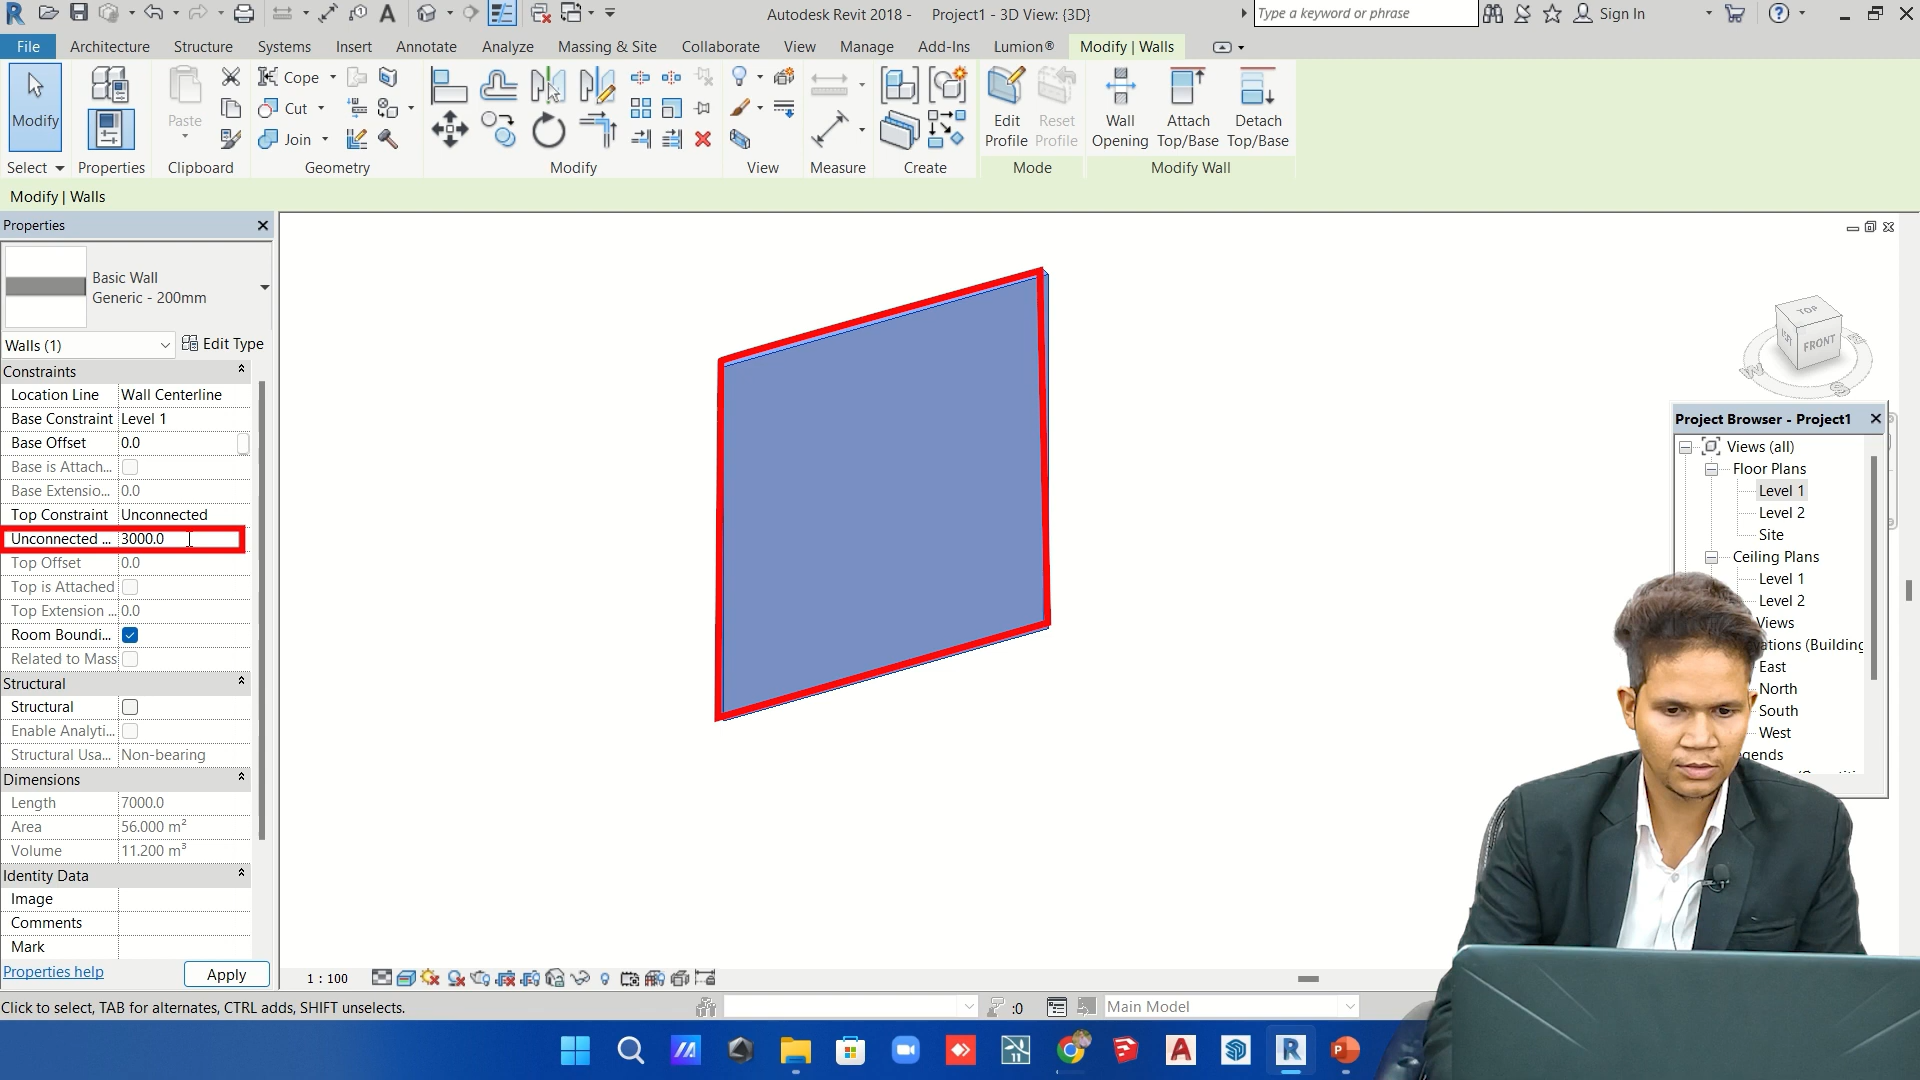 Autodesk Revit 2018 - Project1 - 3D View: {3D}
Type a keyword or phrase
Sign In
File Architecture Structure Systems Insert Annotate Analyze Massing & Site Collaborate View Manage Add-Ins Lumion® Modify | Walls
Modify
Paste
Cope
Cut
Join
Edit Profile
Reset Profile
Wall Opening
Attach Top/Base
Detach Top/Base
Select Properties Clipboard Geometry Modify View Measure Create Mode Modify Wall
Modify | Walls
Properties
Basic Wall
Generic - 200mm
Walls (1) Edit Type
Constraints
Location Line Wall Centerline
Base Constraint Level 1
Base Offset 0.0
Base is Attach...
Base Extensio... 0.0
Top Constraint Unconnected
Unconnected ... 3000.0
Top Offset 0.0
Top is Attached
Top Extension ... 0.0
Room Boundi...
Related to Mass
Structural
Structural
Enable Analyti...
Structural Usa... Non-bearing
Dimensions
Length 7000.0
Area 56.000 m²
Volume 11.200 m³
Identity Data
Image
Comments
Mark
Properties help Apply
TOP
LEFT
FRONT
W
S
Project Browser - Project1
Views (all)
Floor Plans
Level 1
Level 2
Site
Ceiling Plans
Level 1
Level 2
Views
ations (Building
East
North
South
West
gends
1 : 100
Click to select, TAB for alternates, CTRL adds, SHIFT unselects.
:0
Main Model
11